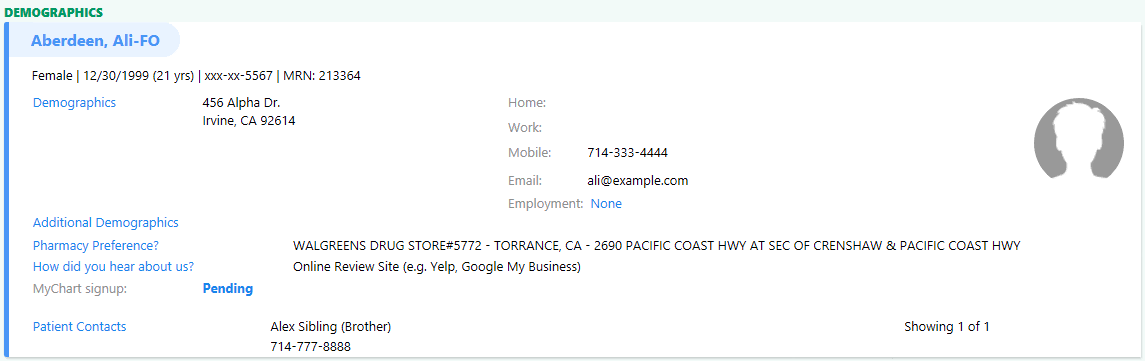 DEMOGRAPHICS
Aberdeen, Ali-FO
Female | 12/30/1999 (21 yrs) | xxx-xx-5567 | MRN: 213364
Demographics 456 Alpha Dr. Home:
Irvine, CA 92614
Work:
Mobile: 714-333-4444
Email: ali@example.com
Employment: None
Additional Demographics
Pharmacy Preference? WALGREENS DRUG STORE#5772 - TORRANCE, CA - 2690 PACIFIC COAST HWY AT SEC OF CRENSHAW & PACIFIC COAST HWY
How did you hear about us? Online Review Site (e.g. Yelp, Google My Business)
MyChart signup: Pending
Patient Contacts Alex Sibling (Brother) Showing 1 of 1
714-777-8888